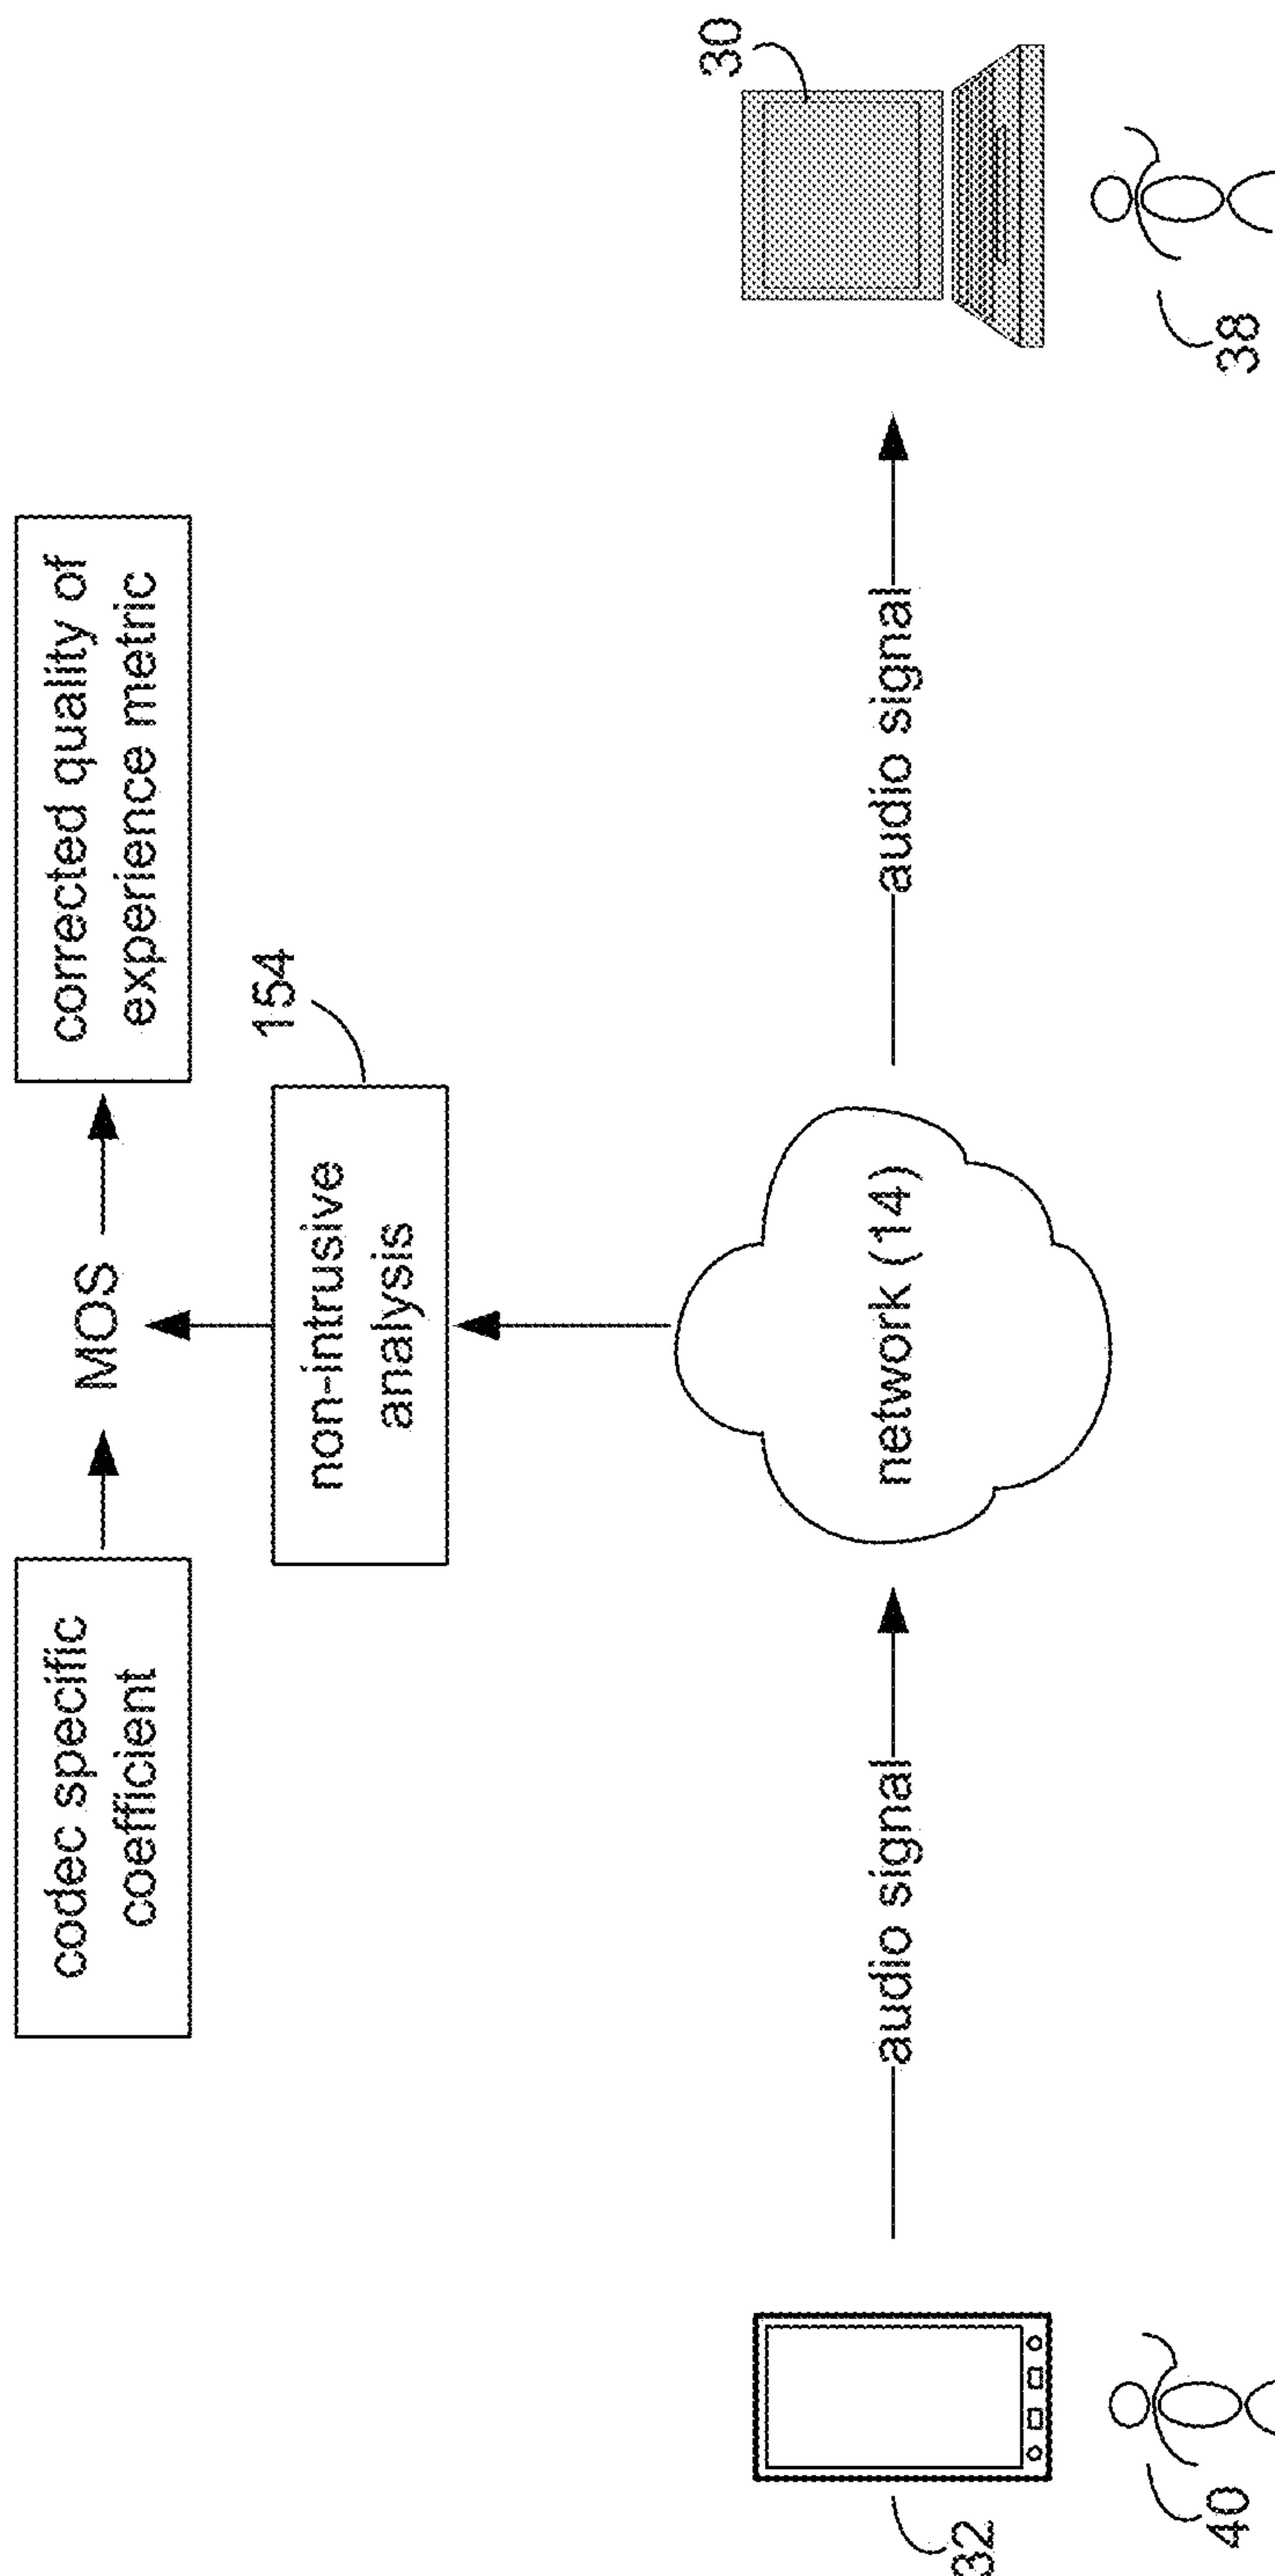 codec specific
coefficient
MOS
corrected quality of
experience metric
non-intrusive
analysis
154
32
audio signal
network (14)
audio signal
30
40
38